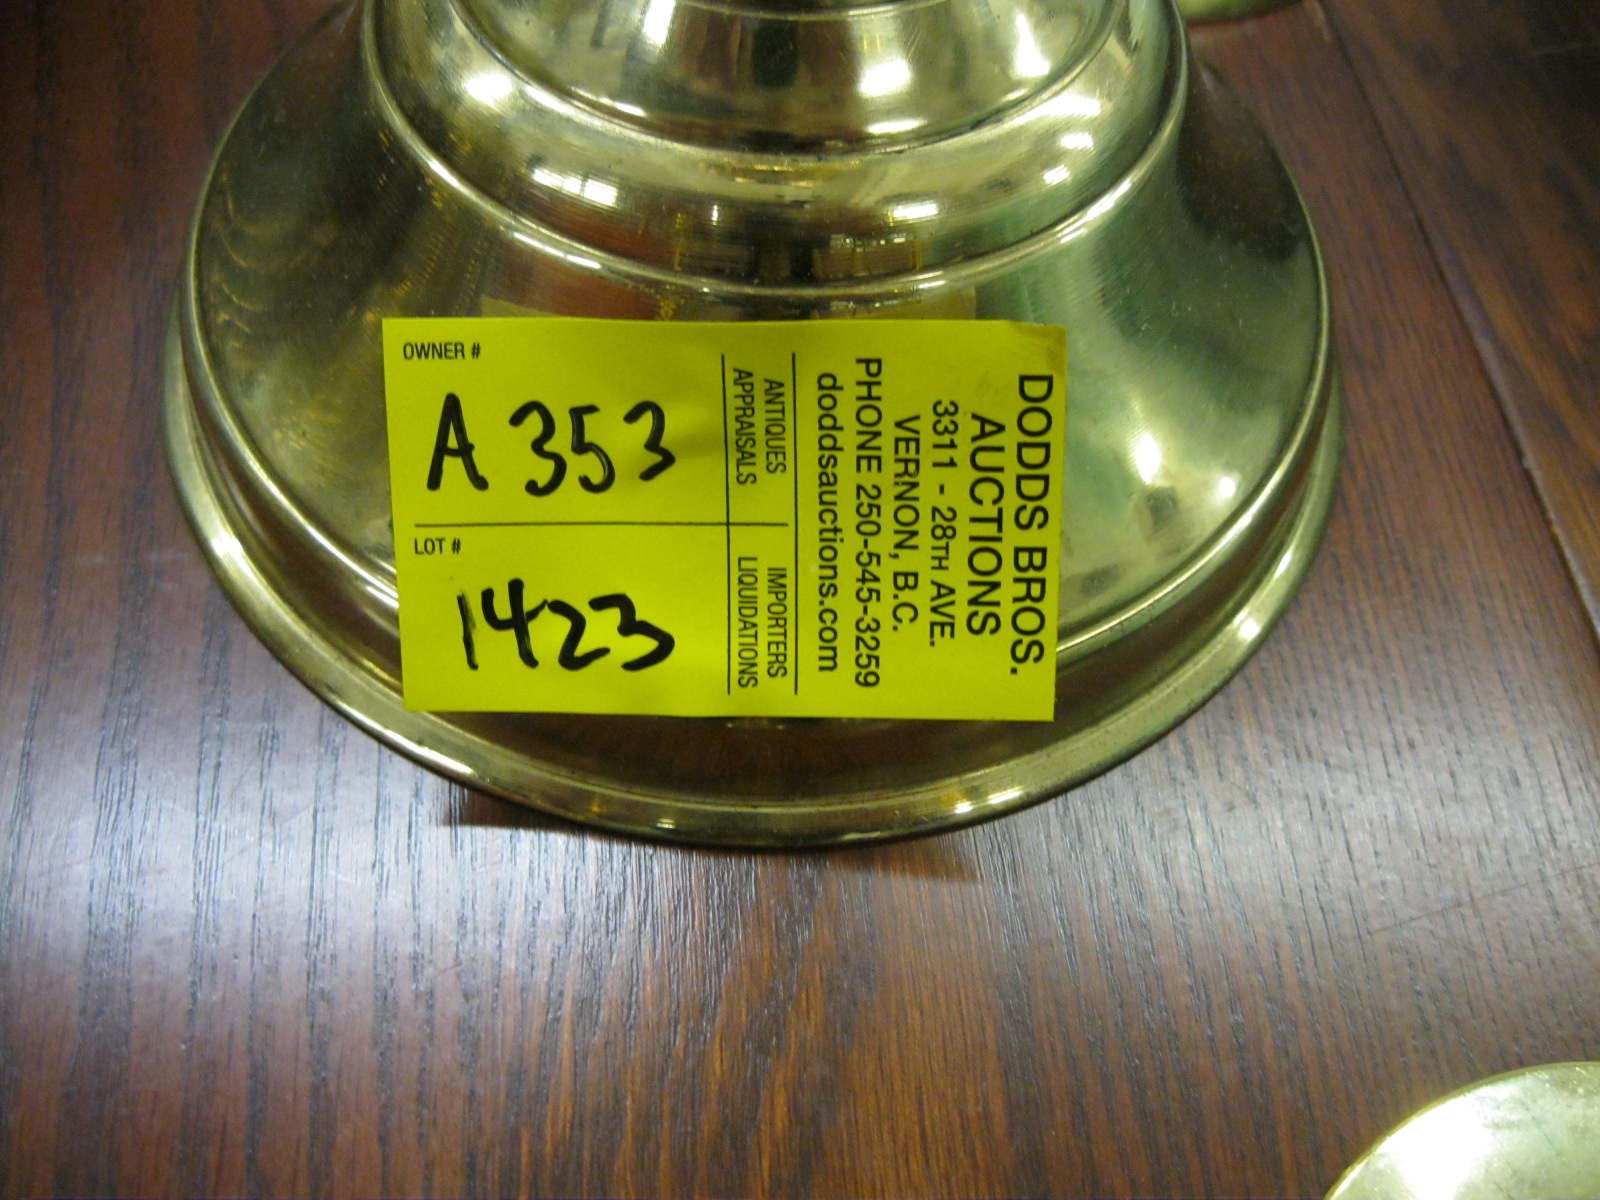 DODDS BROS.
AUCTIONS
3311 - 28TH AVE.
VERNON, B.C.
PHONE 250-545-3259
doddsauctions.com
ANTIQUES IMPORTERS
APPRAISALS LIQUIDATIONS
OWNER #
A 353
LOT #
1423